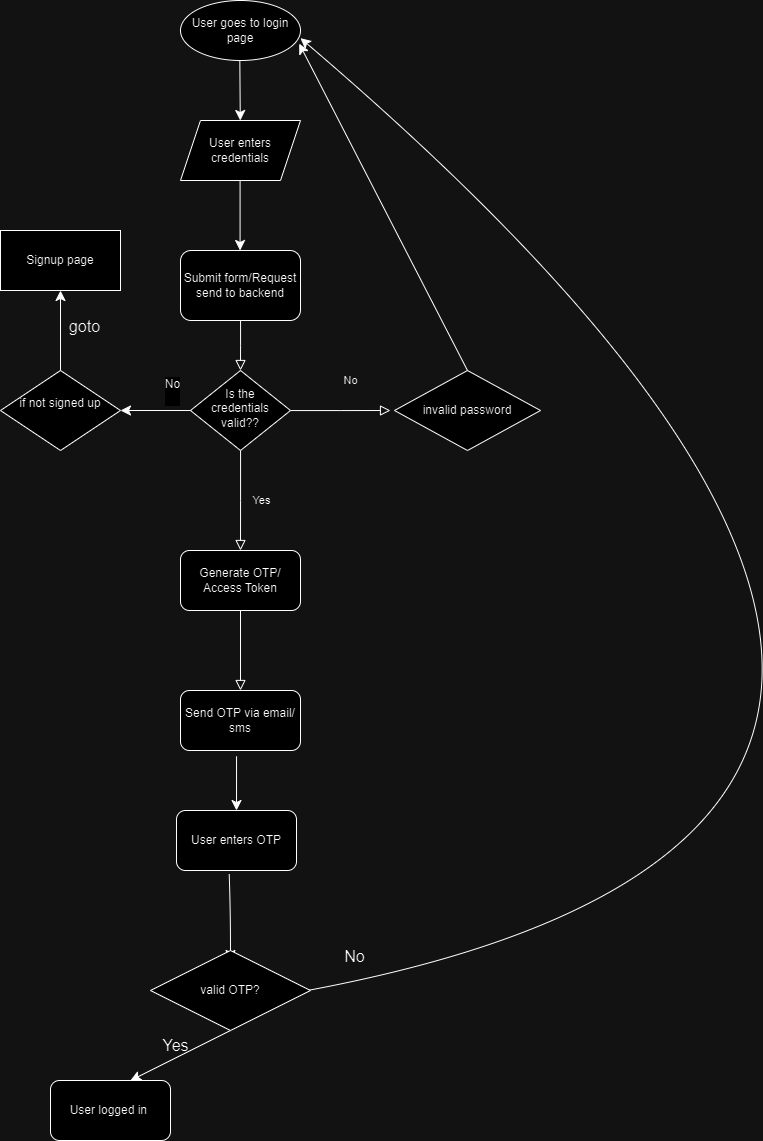 User goes to login
page
User enters
credentials
Submit form/Request
send to backend
Signup page
goto
if not signed up
No
Is the
credentials
valid??
No
invalid password
Yes
Generate OTP/
Access Token
Send OTP via email/
sms
User enters OTP
valid OTP?
No
Yes
User logged in